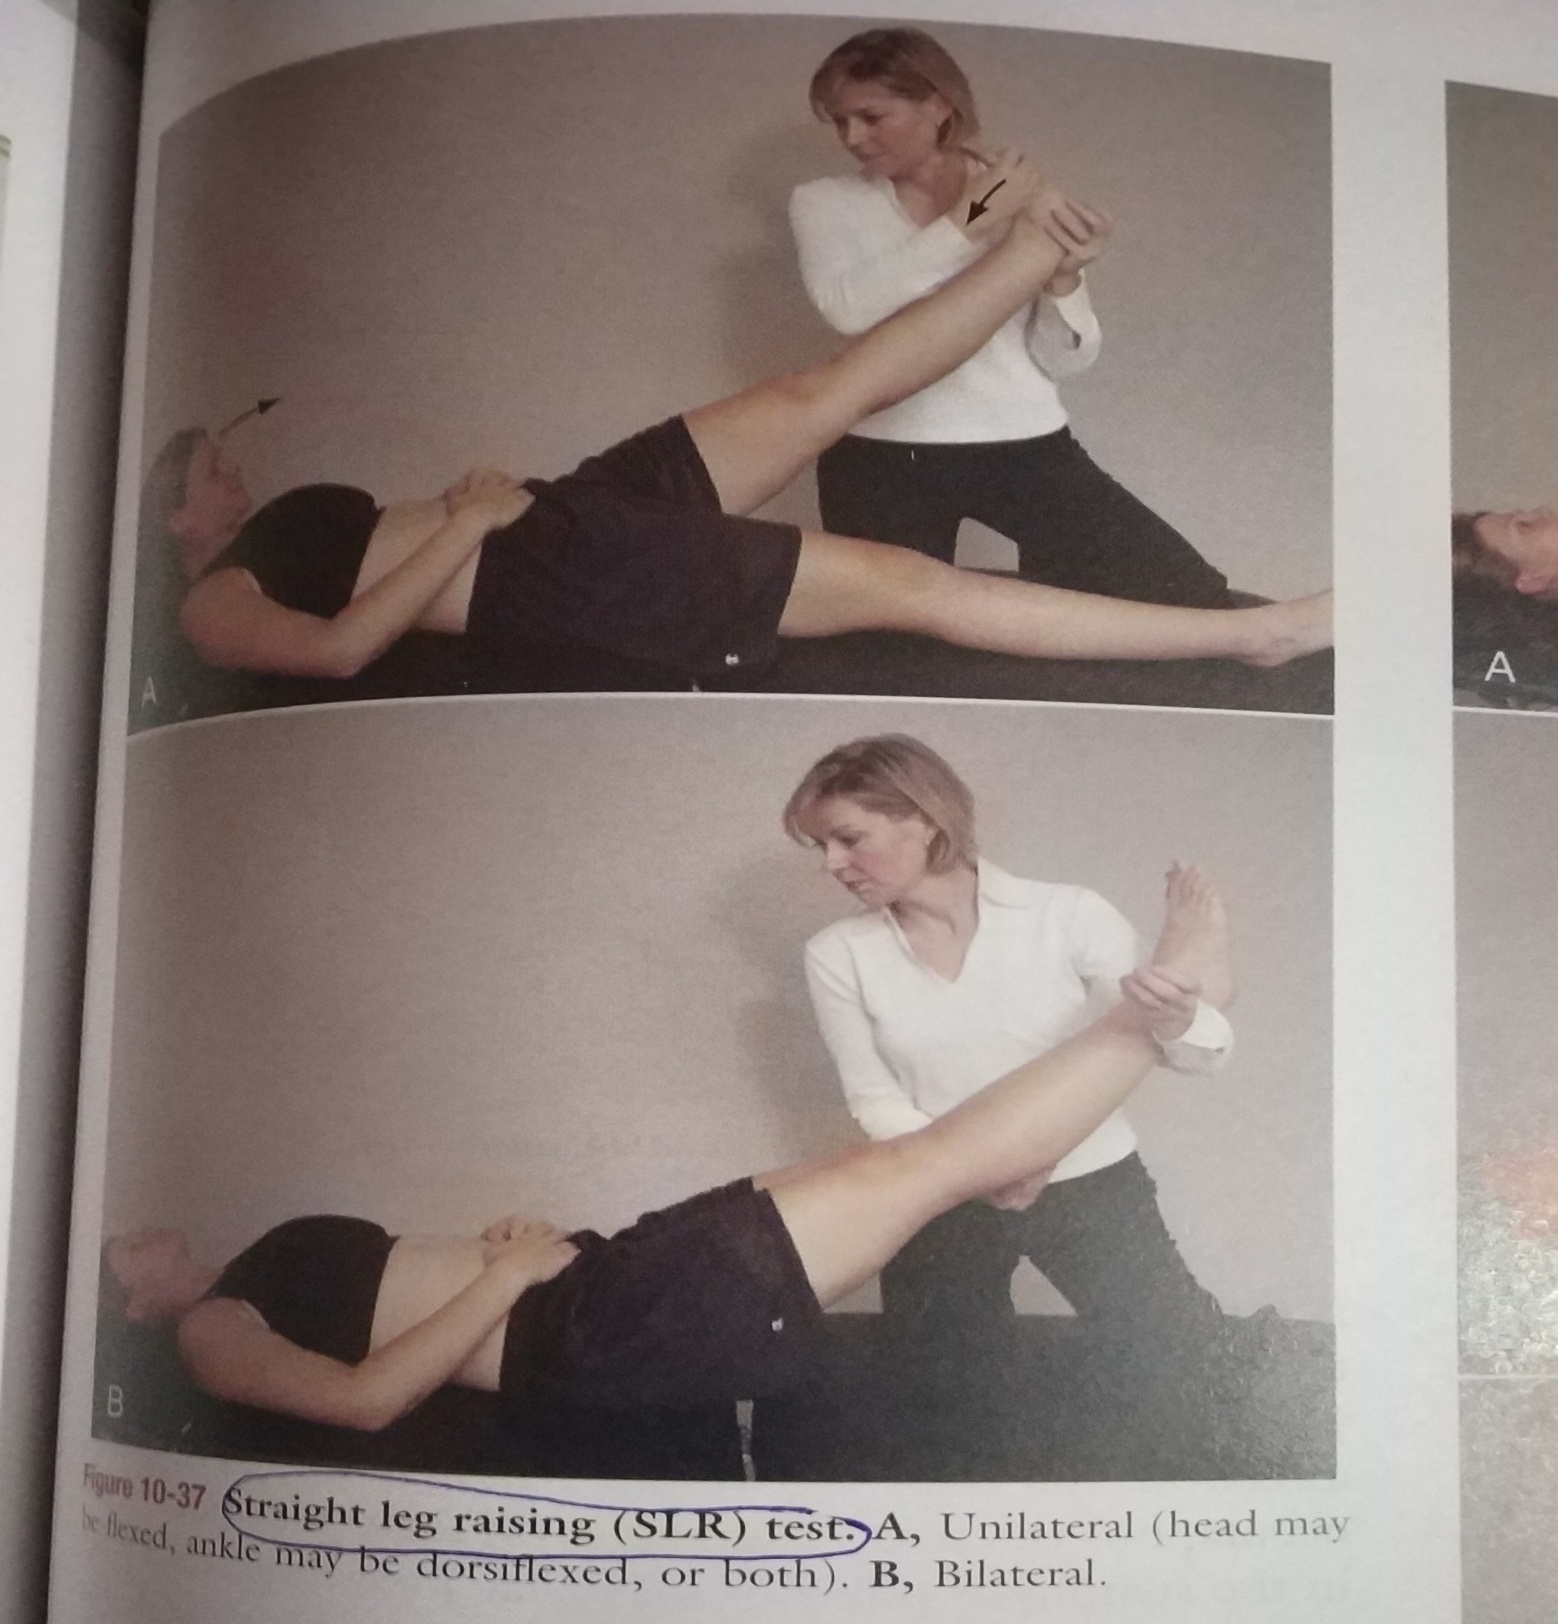 A
A
B
Figure 10-37 Straight leg raising (SLR) test. A, Unilateral (head may
be flexed, ankle may be dorsiflexed, or both). B, Bilateral.